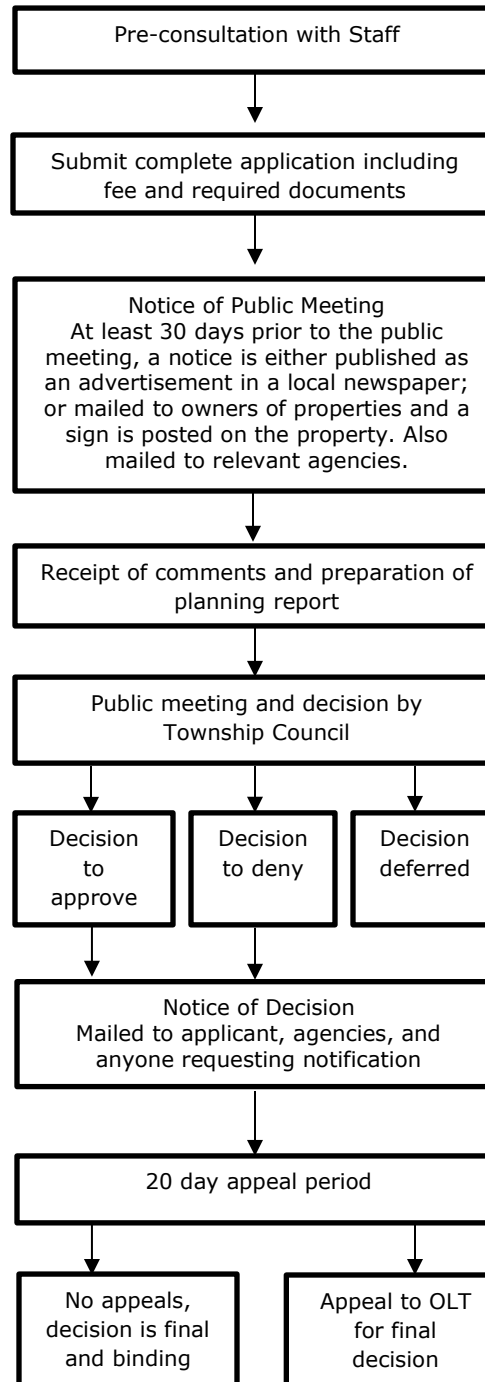 Pre-consultation with Staff
Submit complete application including
fee and required documents
Notice of Public Meeting
At least 30 days prior to the public
meeting, a notice is either published as
an advertisement in a local newspaper;
or mailed to owners of properties and a
sign is posted on the property. Also
mailed to relevant agencies.
Receipt of comments and preparation of
planning report
Public meeting and decision by
Township Council
Decision
to
approve
Decision
to deny
Decision
deferred
Notice of Decision
Mailed to applicant, agencies, and
anyone requesting notification
20 day appeal period
No appeals,
decision is final
and binding
Appeal to OLT
for final
decision